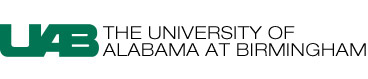 UAB THE UNIVERSITY OF
ALABAMA AT BIRMINGHAM